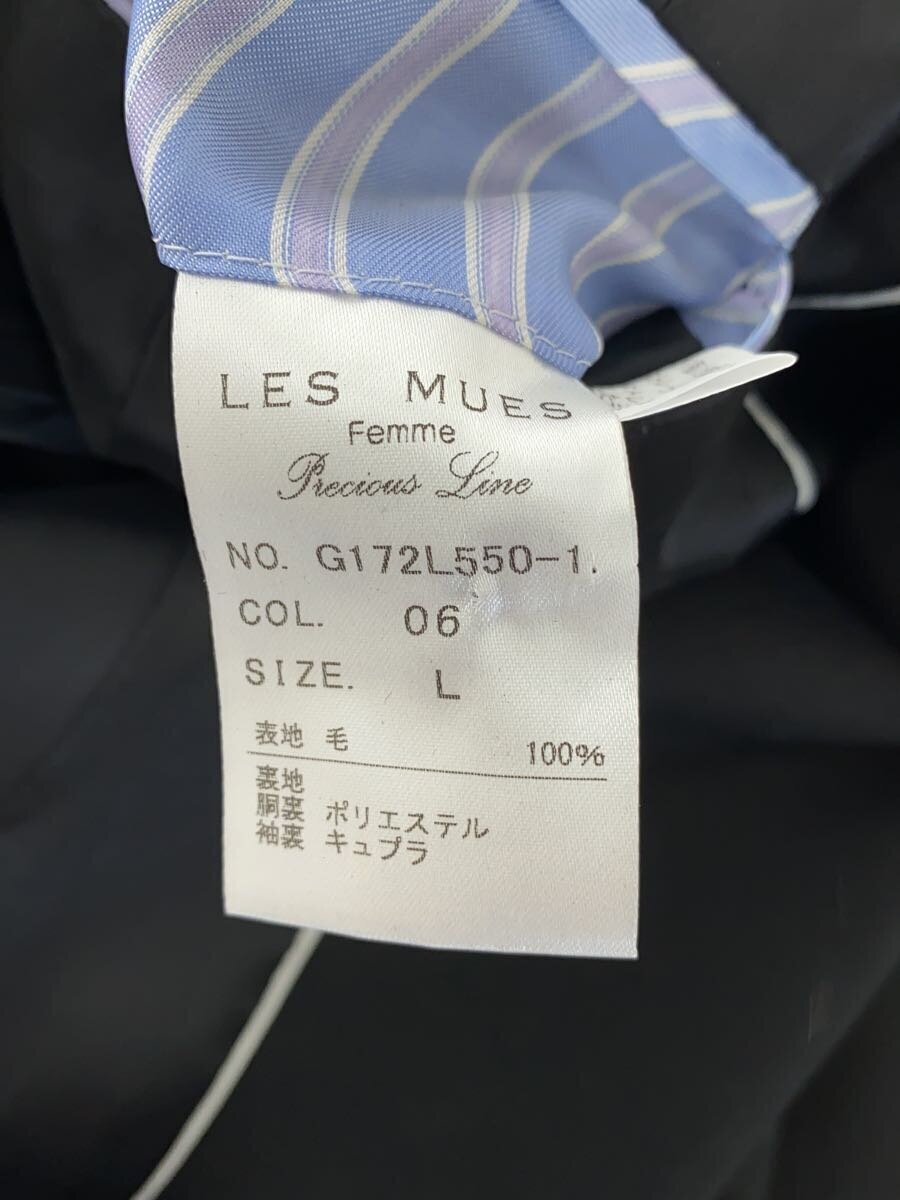 LES MUES
Femme
Precious Line
NO. G172L550-1.
COL. 06
SIZE. L
表地 毛 100%
裏地
胴裏 ポリエステル
袖裏 キュプラ